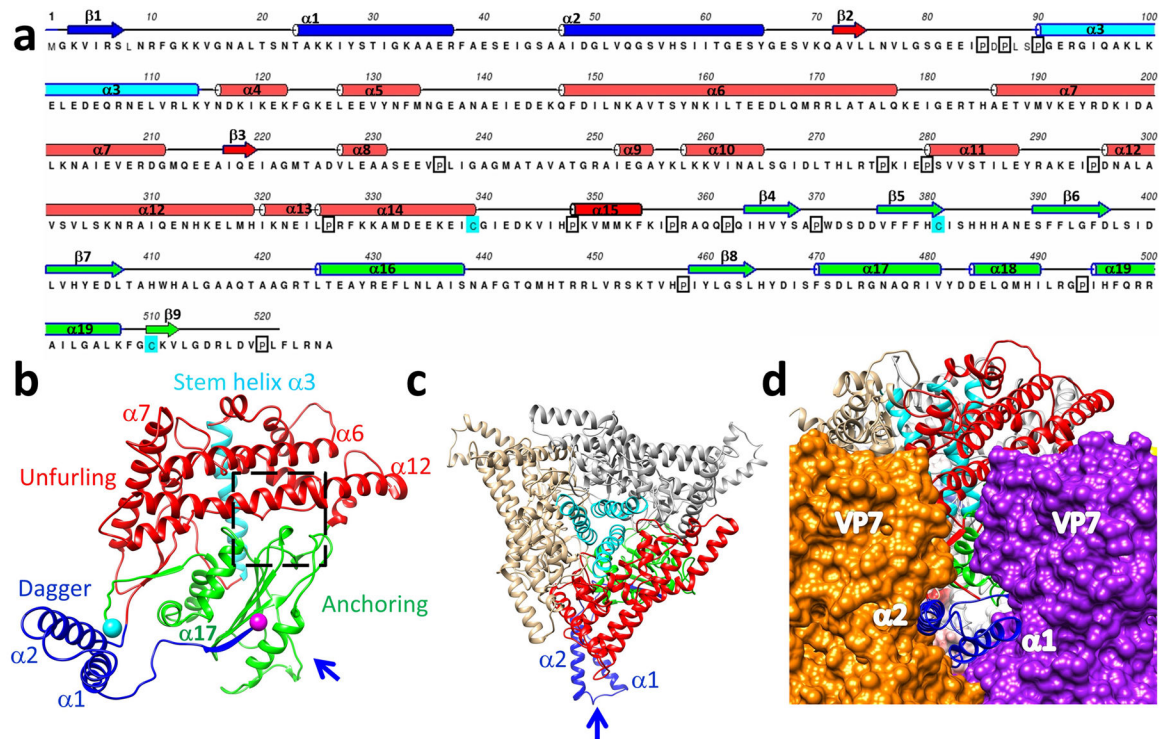 a
1 10 20 30 40 50 60 70 80 90 100
β1 α1 α2 β2 α3
MGKVIRSLNRFGKKVGNALTSNTAKKIYSTIGKAAERFAESEIGSAAIDGLVQGSVHSIITGESYGESVKQAVLLNVLGSGEEIPDPLSPGERGIQAKLK
110 120 130 140 150 160 170 180 190 200
α3 α4 α5 α6 α7
ELEDEQRNELVRLKYNDKIKEKFGKELEEVYNFMNGEANAEIEDEKQFDILNKAVTSYNKILTEEDLQMRRLATALQKEIGERTHAETVMVKEYRDKIDA
210 220 230 240 250 260 270 280 290 300
α7 β3 α8 α9 α10 α11 α12
LKNAIEVERDGMQEEAIQEIAGMTADVLEAASEEVPLIGAGMATAVATGRAIEGAYKLKKVINALSGIDLTHLRTPKIEPSVVSTILEYRAKEIPDNALA
310 320 330 340 350 360 370 380 390 400
α12 α13 α14 α15 β4 β5 β6
VSVLSKNRAIQENHKELMHIKNEILPRFKKAMDEEKEICGIEDKVIHPKVMMKFKIPRAQQPQIHVYSAPWDSDDVFFFHCISHHHANESFFLGFDLSID
410 420 430 440 450 460 470 480 490 500
β7 α16 β8 α17 α18 α19
LVHYEDLTAHWHALGAAQTAAGRTLTEAYREFLNLAISNAFGTQMHTRRLVRSKTVHPIYLGSLHYDISFSDLRGNAQRIVYDDELQMHILRGPIHFQRR
510 520
α19 β9
AILGALKFGCKVLGDRLDVPLFLRNA
b
Stem helix α3
α7
α6
Unfurling
α12
Dagger
Anchoring
α17
α2
α1
c
α2
α1
d
VP7
VP7
α2
α1